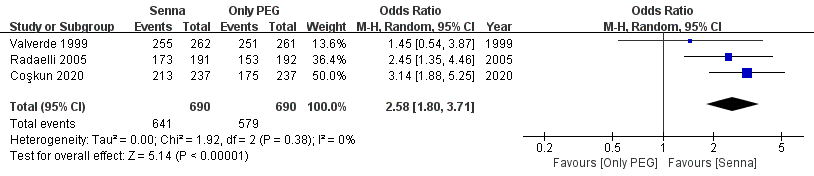 Senna Only PEG Odds Ratio Odds Ratio
Study or Subgroup Events Total Events Total Weight M-H, Random, 95% CI Year M-H, Random, 95% CI
Valverde 1999 255 262 251 261 13.6% 1.45 [0.54, 3.87] 1999
Radaelli 2005 173 191 153 192 36.4% 2.45 [1.35, 4.46] 2005
Coşkun 2020 213 237 175 237 50.0% 3.14 [1.88, 5.25] 2020
Total (95% CI) 690 690 100.0% 2.58 [1.80, 3.71]
Total events 641 579
Heterogeneity: Tau² = 0.00; Chi² = 1.92, df = 2 (P = 0.38); I² = 0%
Test for overall effect: Z = 5.14 (P < 0.00001)
0.2 0.5 1 2 5
Favours [Only PEG] Favours [Senna]